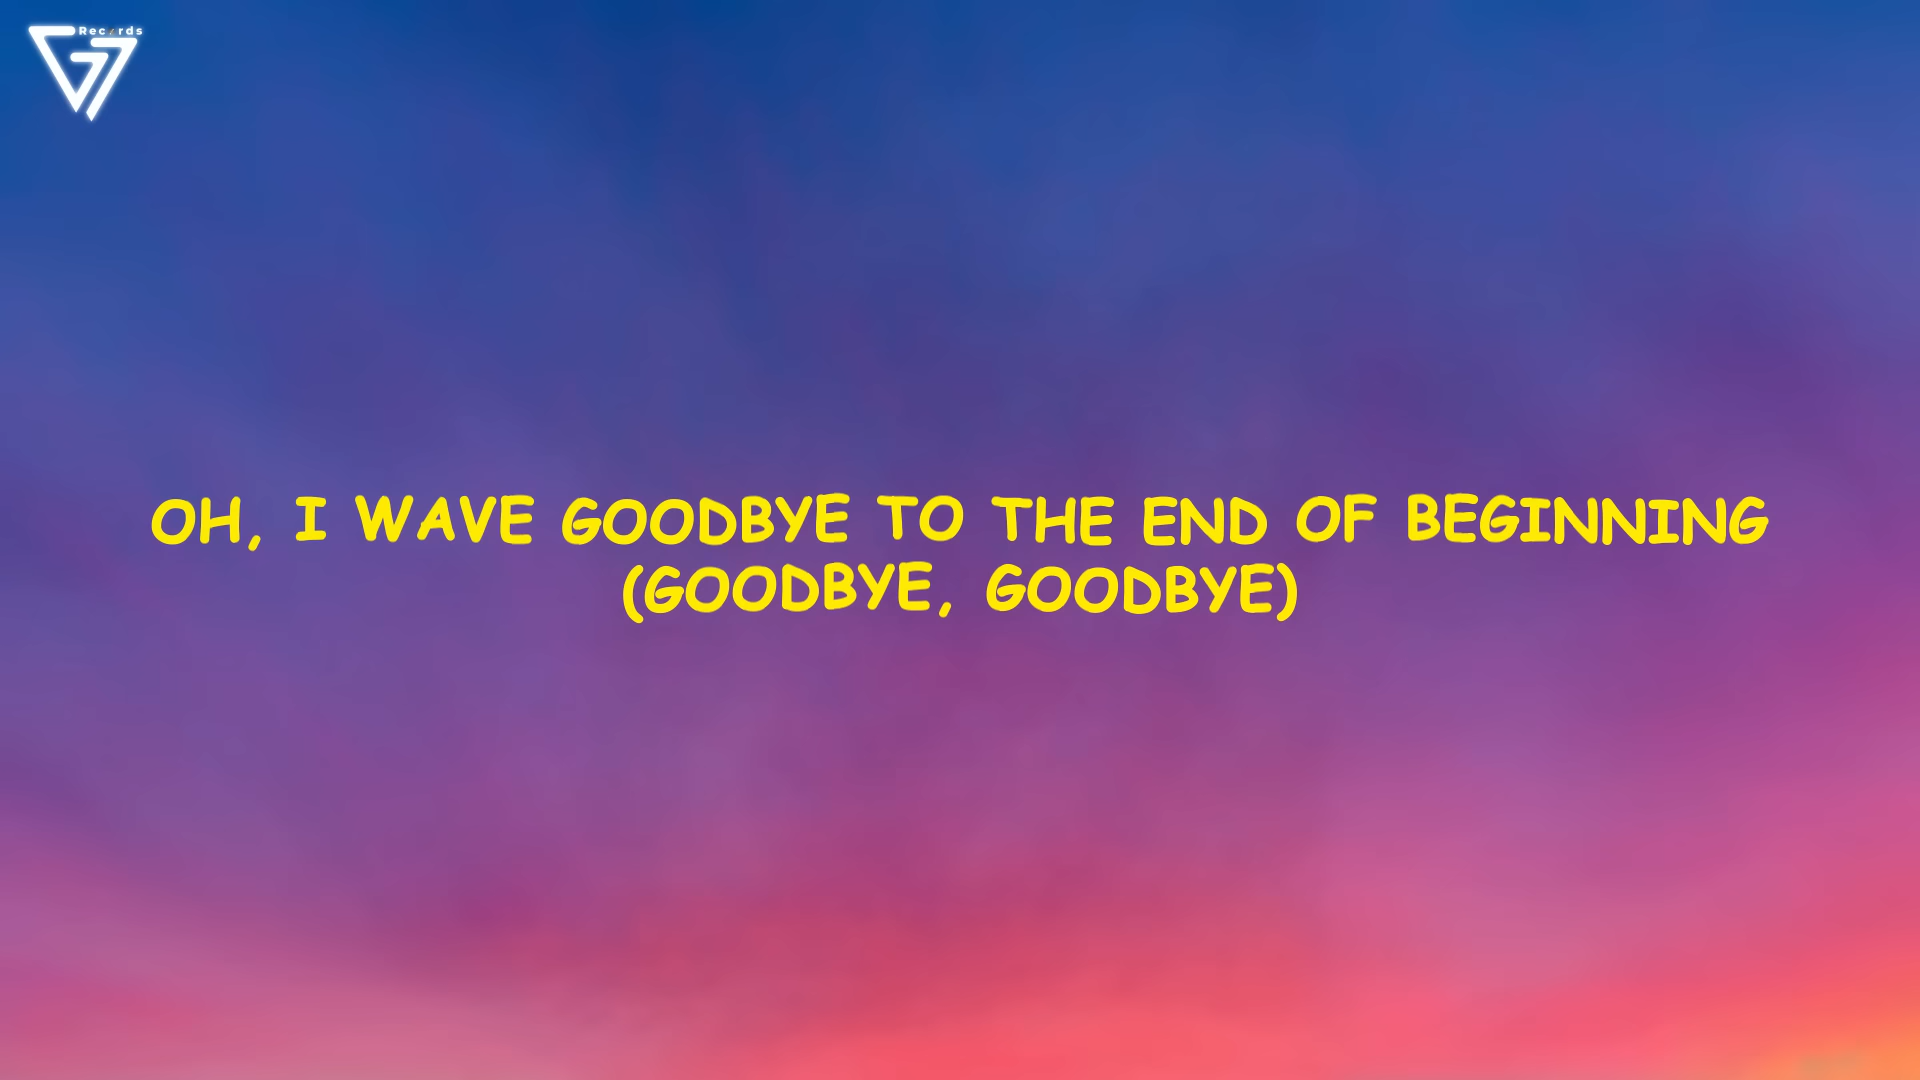 Records
OH, I WAVE GOODBYE TO THE END OF BEGINNING
(GOODBYE, GOODBYE)